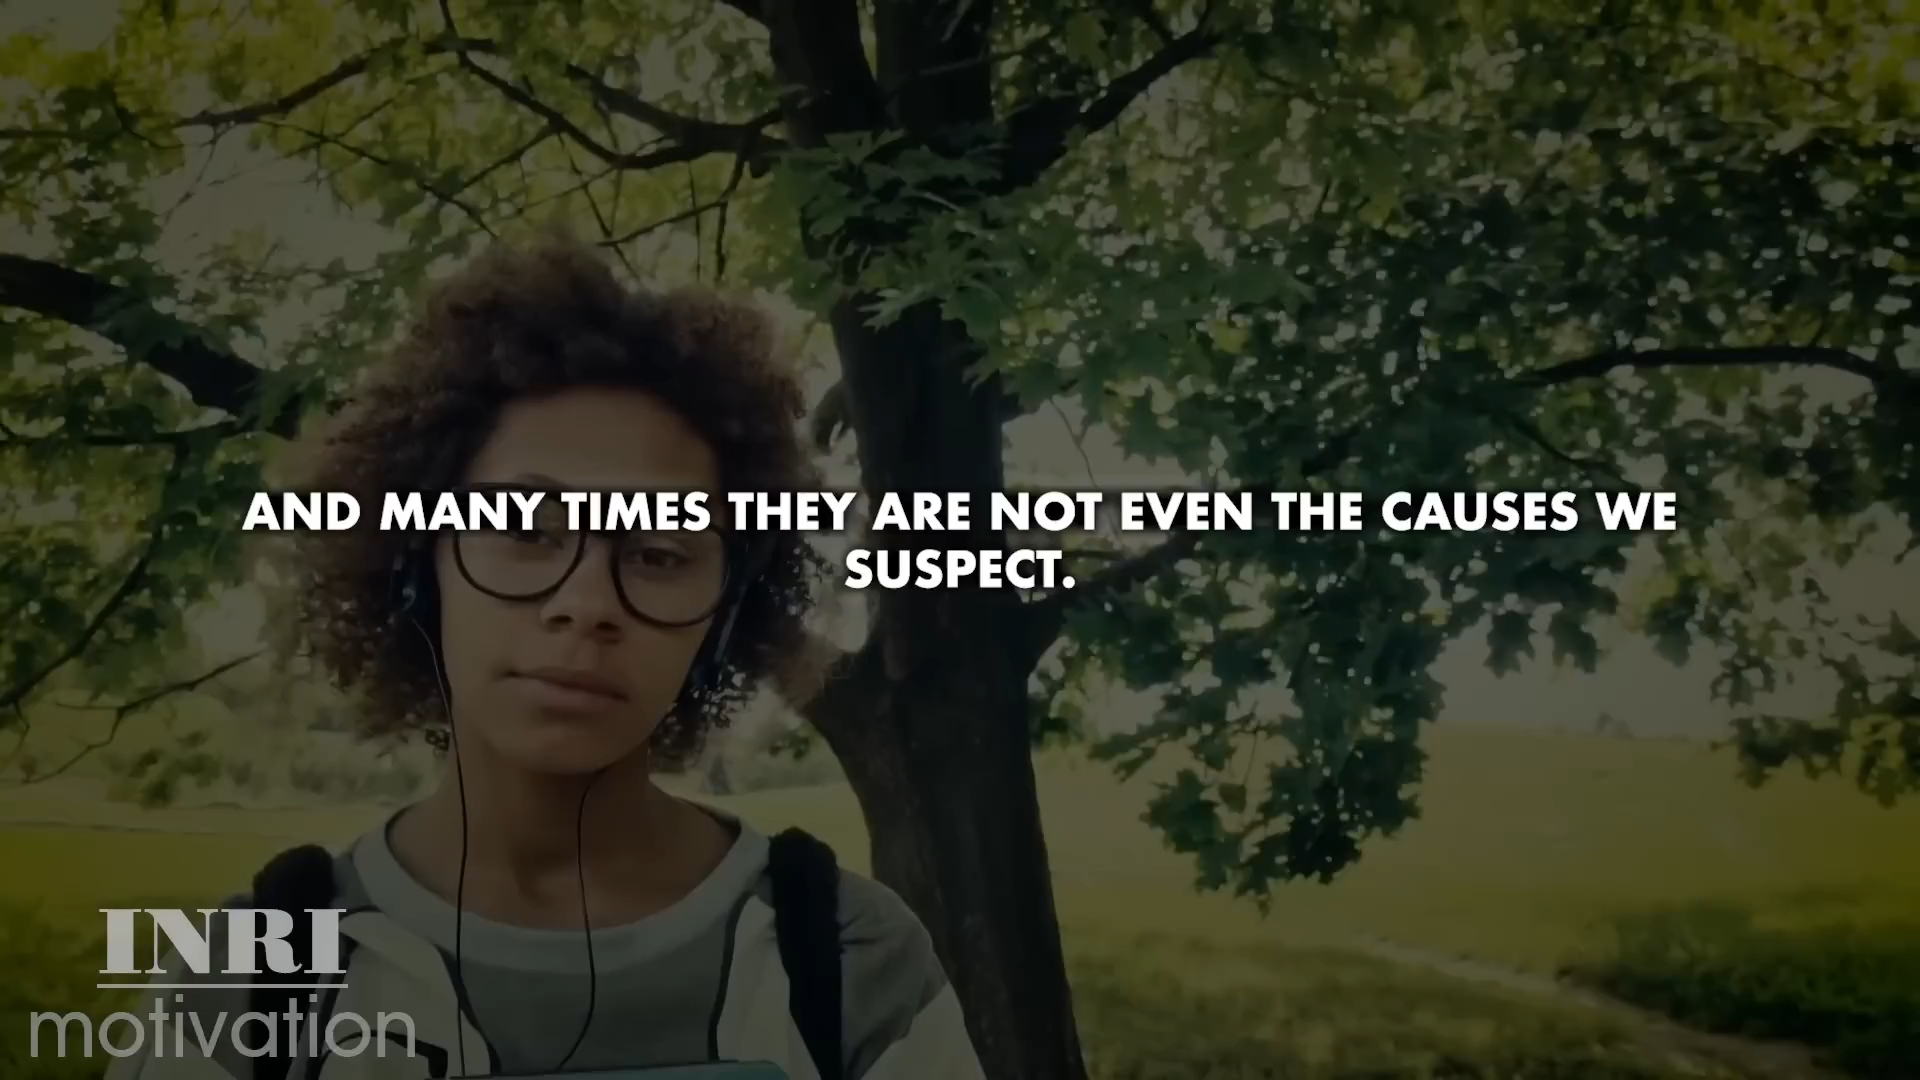 AND MANY TIMES THEY ARE NOT EVEN THE CAUSES WE
SUSPECT.
INRI
motivation